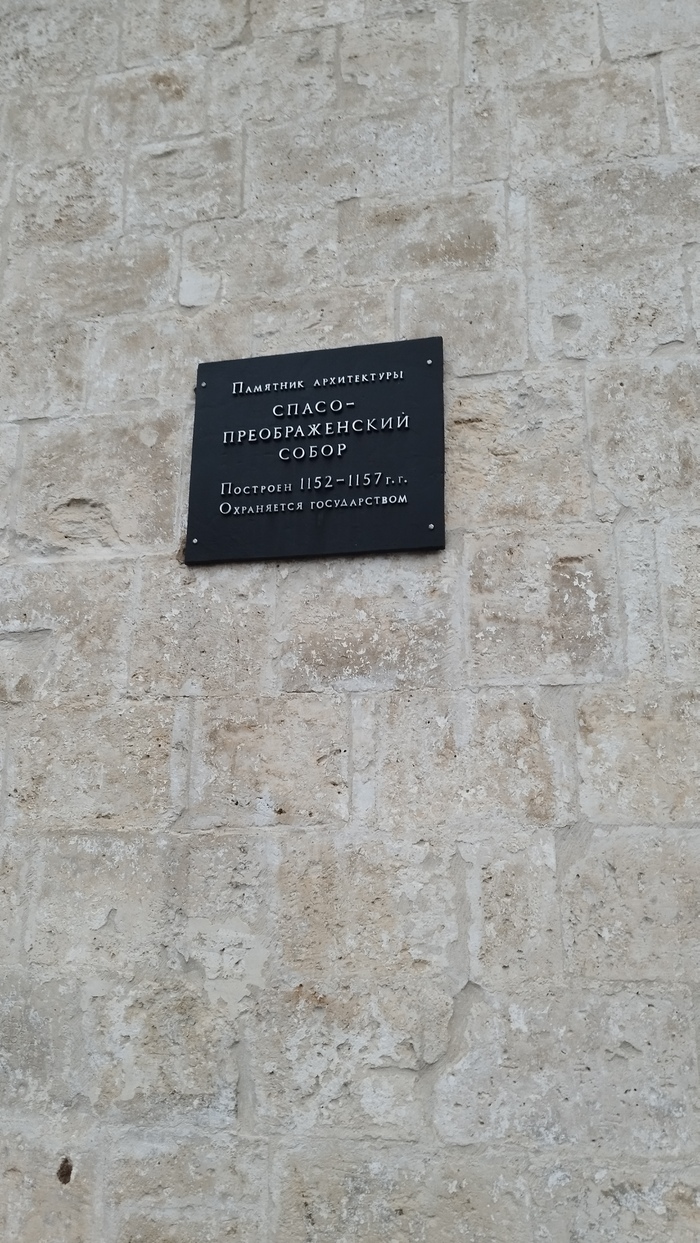 Памятник архитектуры
СПАСО-
ПРЕОБРАЖЕНСКИЙ
СОБОР
Построен 1152-1157 г.г.
Охраняется государством